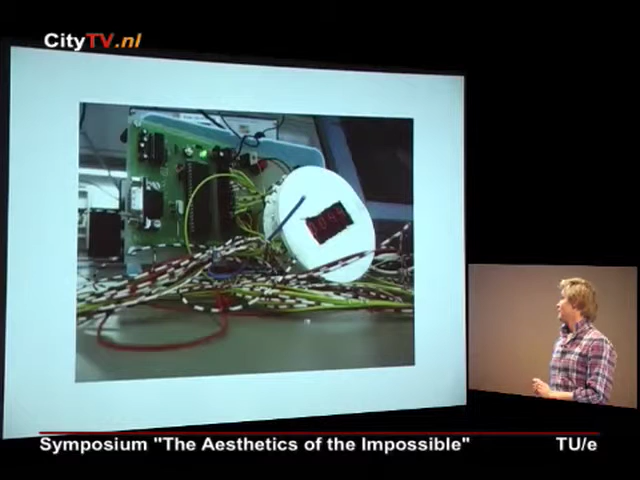 CityTV.nl
Symposium "The Aesthetics of the Impossible"
TU/e